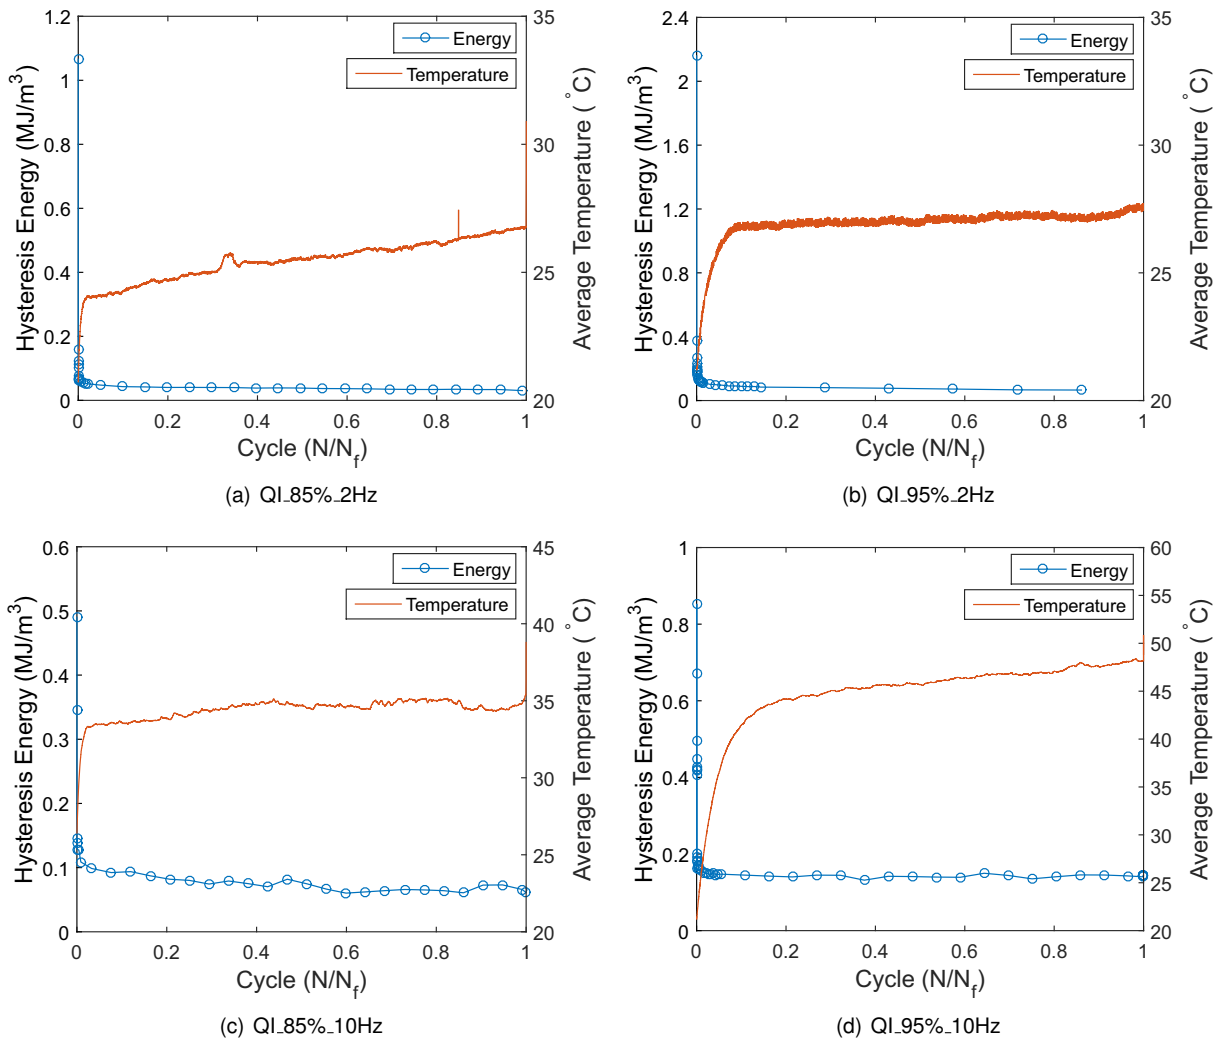 1.2
1
0.8
0.6
0.4
0.2
0
Hysteresis Energy (MJ/m³)
35
30
25
20
Average Temperature (°C)
0 0.2 0.4 0.6 0.8 1
Cycle (N/N_f)
Energy
Temperature
(a) QI_85%_2Hz
2.4
2
1.6
1.2
0.8
0.4
0
Hysteresis Energy (MJ/m³)
35
30
25
20
Average Temperature (°C)
0 0.2 0.4 0.6 0.8 1
Cycle (N/N_f)
Energy
Temperature
(b) QI_95%_2Hz
0.6
0.5
0.4
0.3
0.2
0.1
0
Hysteresis Energy (MJ/m³)
45
40
35
30
25
20
Average Temperature (°C)
0 0.2 0.4 0.6 0.8 1
Cycle (N/N_f)
Energy
Temperature
(c) QI_85%_10Hz
1
0.8
0.6
0.4
0.2
0
Hysteresis Energy (MJ/m³)
60
55
50
45
40
35
30
25
20
Average Temperature (°C)
0 0.2 0.4 0.6 0.8 1
Cycle (N/N_f)
Energy
Temperature
(d) QI_95%_10Hz